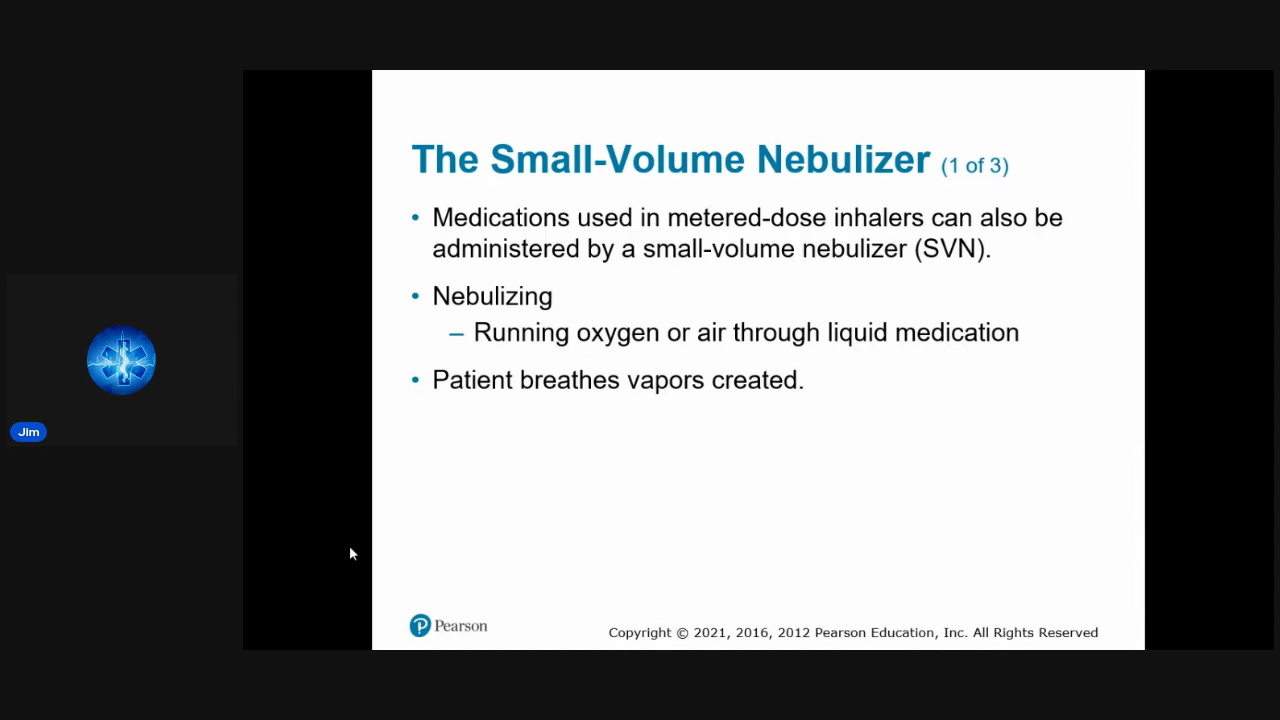 The Small-Volume Nebulizer (1 of 3)
• Medications used in metered-dose inhalers can also be
administered by a small-volume nebulizer (SVN).
• Nebulizing
– Running oxygen or air through liquid medication
• Patient breathes vapors created.
Jim
Pearson
Copyright © 2021, 2016, 2012 Pearson Education, Inc. All Rights Reserved